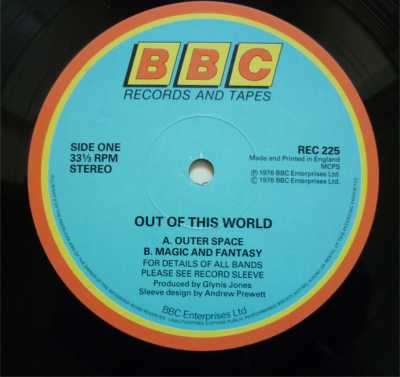 BBC
RECORDS AND TAPES
SIDE ONE
33⅓ RPM
STEREO
REC 225
Made and Printed in England
MCPS
℗ 1976 BBC Enterprises Ltd.
© 1976 BBC Enterprises Ltd.
OUT OF THIS WORLD
A. OUTER SPACE
B. MAGIC AND FANTASY
FOR DETAILS OF ALL BANDS
PLEASE SEE RECORD SLEEVE
Produced by Glynis Jones
Sleeve design by Andrew Prewett
BBC Enterprises Ltd